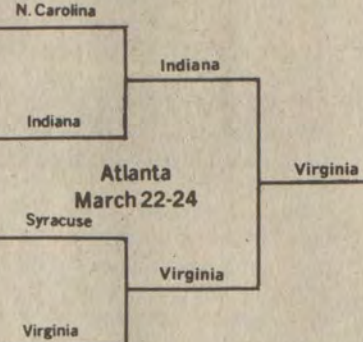 N. Carolina
Indiana
Indiana
Atlanta
March 22-24
Virginia
Syracuse
Virginia
Virginia